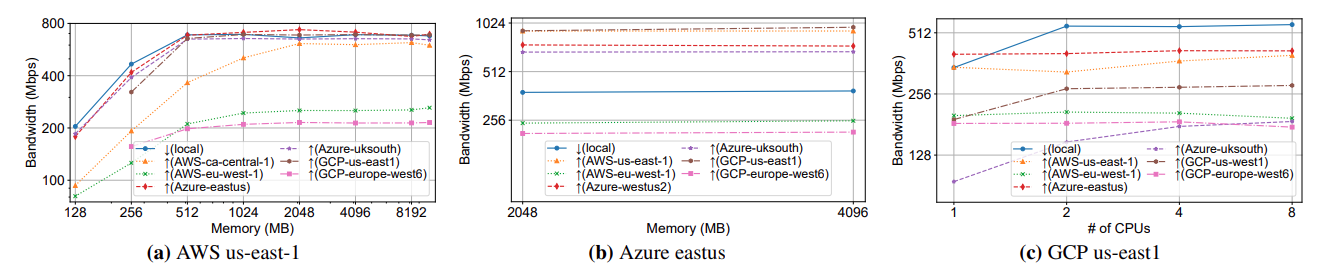 800
400
200
100
Bandwidth (Mbps)
↓(local)
↑(AWS-ca-central-1)
↑(AWS-eu-west-1)
↑(Azure-eastus)
↑(Azure-uksouth)
↑(GCP-us-east1)
↑(GCP-europe-west6)
128 256 512 1024 2048 4096 8192
Memory (MB)
(a) AWS us-east-1
1024
512
256
Bandwidth (Mbps)
↓(local)
↑(AWS-us-east-1)
↑(AWS-eu-west-1)
↑(Azure-westus2)
↑(Azure-uksouth)
↑(GCP-us-east1)
↑(GCP-europe-west6)
2048 4096
Memory (MB)
(b) Azure eastus
512
256
128
Bandwidth (Mbps)
↓(local)
↑(AWS-us-east-1)
↑(AWS-eu-west-1)
↑(Azure-eastus)
↑(Azure-uksouth)
↑(GCP-us-west1)
↑(GCP-europe-west6)
1 2 4 8
# of CPUs
(c) GCP us-east1